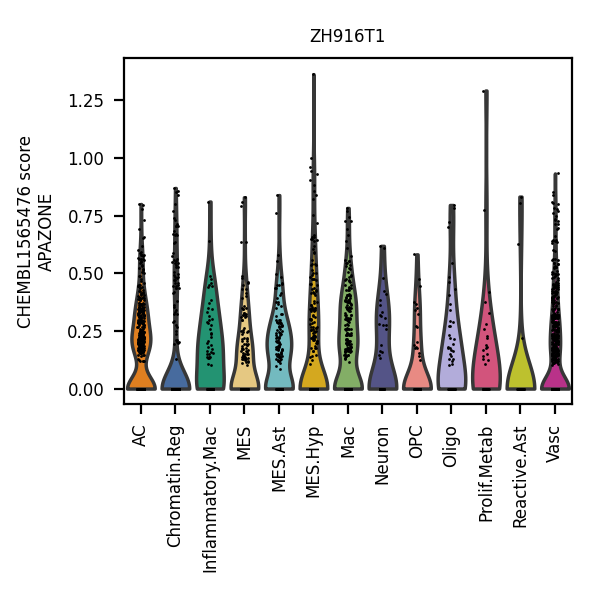 ZH916T1
CHEMBL1565476 score
APAZONE
1.25
1.00
0.75
0.50
0.25
0.00
AC
Chromatin.Reg
Inflammatory.Mac
MES
MES.Ast
MES.Hyp
Mac
Neuron
OPC
Oligo
Prolif.Metab
Reactive.Ast
Vasc